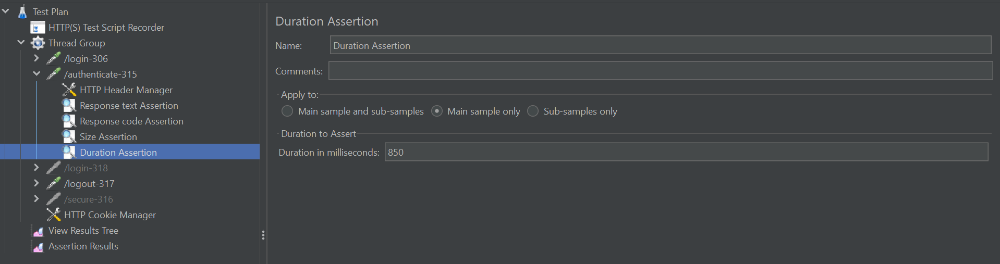 Test Plan
HTTP(S) Test Script Recorder
Thread Group
/login-306
/authenticate-315
HTTP Header Manager
Response text Assertion
Response code Assertion
Size Assertion
Duration Assertion
/login-318
/logout-317
/secure-316
HTTP Cookie Manager
View Results Tree
Assertion Results
Duration Assertion
Name: Duration Assertion
Comments:
Apply to:
Main sample and sub-samples Main sample only Sub-samples only
Duration to Assert
Duration in milliseconds: 850